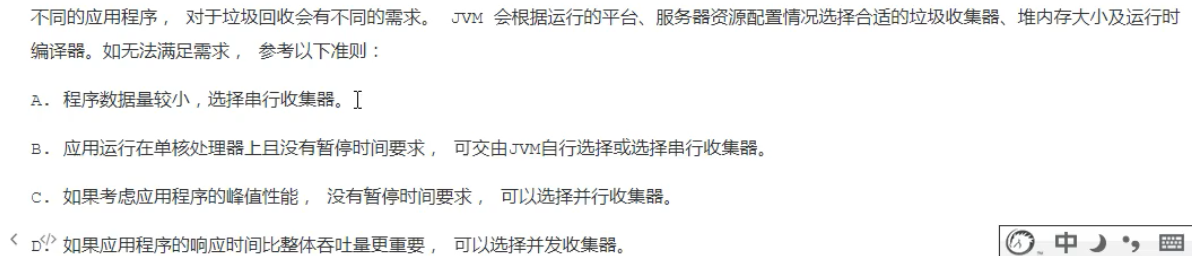 不同的应用程序， 对于垃圾回收会有不同的需求。 JVM 会根据运行的平台、服务器资源配置情况选择合适的垃圾收集器、堆内存大小及运行时
编译器。如无法满足需求， 参考以下准则：
A. 程序数据量较小，选择串行收集器。
B. 应用运行在单核处理器上且没有暂停时间要求， 可交由JVM自行选择或选择串行收集器。
C. 如果考虑应用程序的峰值性能， 没有暂停时间要求， 可以选择并行收集器。
D. 如果应用程序的响应时间比整体吞吐量更重要， 可以选择并发收集器。
中